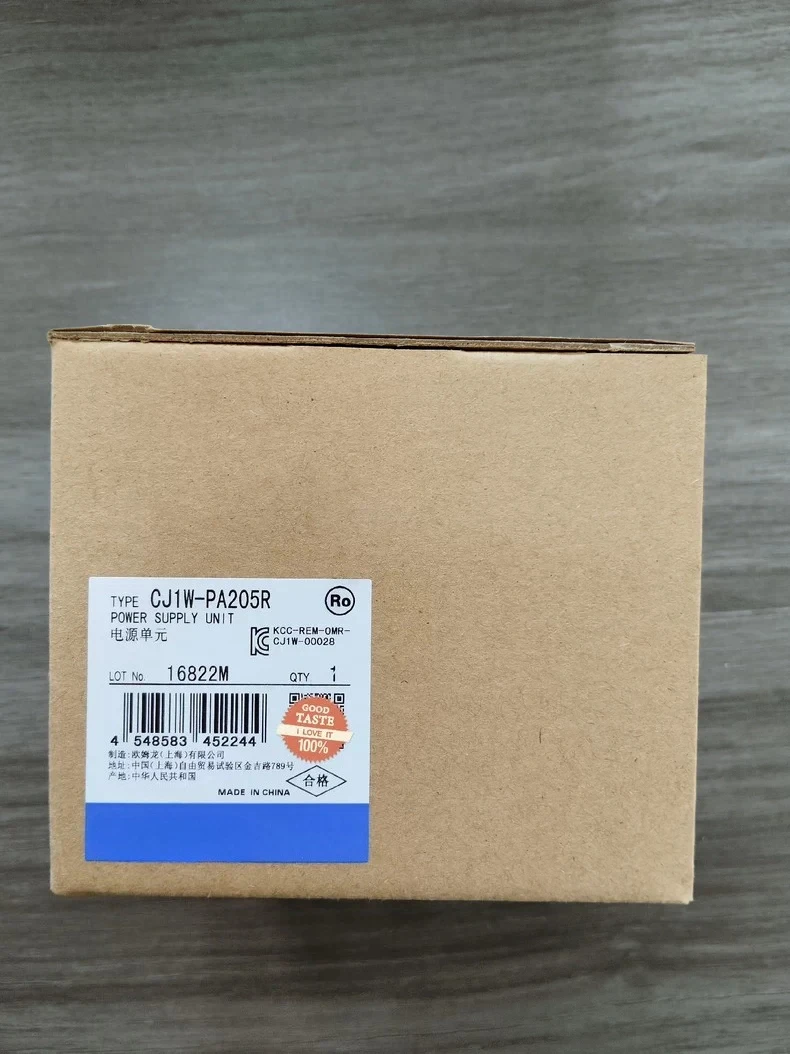 TYPE CJ1W-PA205R
Ro
POWER SUPPLY UNIT
电源单元
KCC-REM-OMR-
CJ1W-00028
LOT No. 16822M
QTY. 1
4 548583 452244
GOOD
TASTE
I LOVE IT
100%
制造:欧姆龙(上海)有限公司
地址:中国(上海)自由贸易试验区金吉路789号
产地:中华人民共和国
合格
MADE IN CHINA